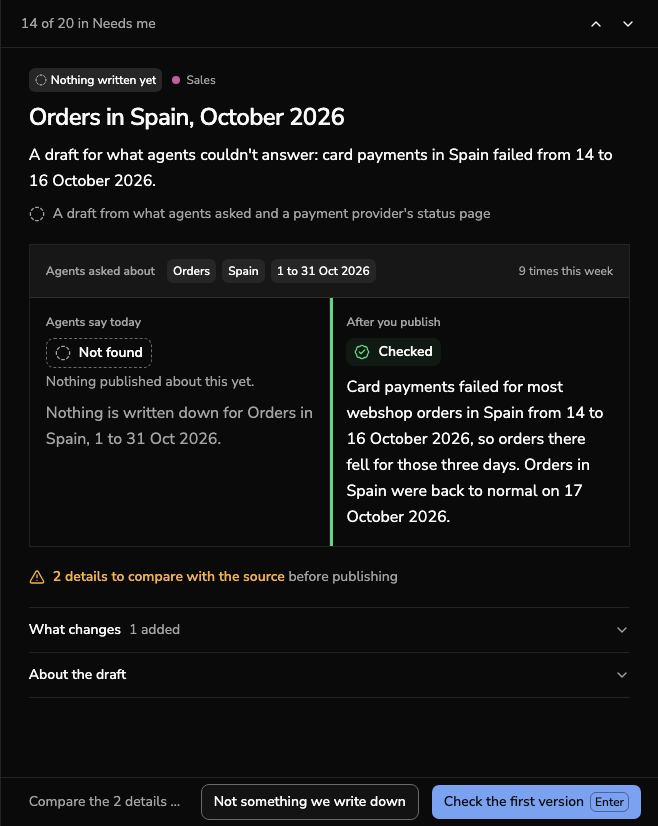 14 of 20 in Needs me
Nothing written yet
Sales
Orders in Spain, October 2026
A draft for what agents couldn't answer: card payments in Spain failed from 14 to
16 October 2026.
A draft from what agents asked and a payment provider's status page
Agents asked about
Orders
Spain
1 to 31 Oct 2026
9 times this week
Agents say today
Not found
Nothing published about this yet.
Nothing is written down for Orders in
Spain, 1 to 31 Oct 2026.
After you publish
Checked
Card payments failed for most
webshop orders in Spain from 14 to
16 October 2026, so orders there
fell for those three days. Orders in
Spain were back to normal on 17
October 2026.
2 details to compare with the source before publishing
What changes 1 added
About the draft
Compare the 2 details ...
Not something we write down
Check the first version Enter